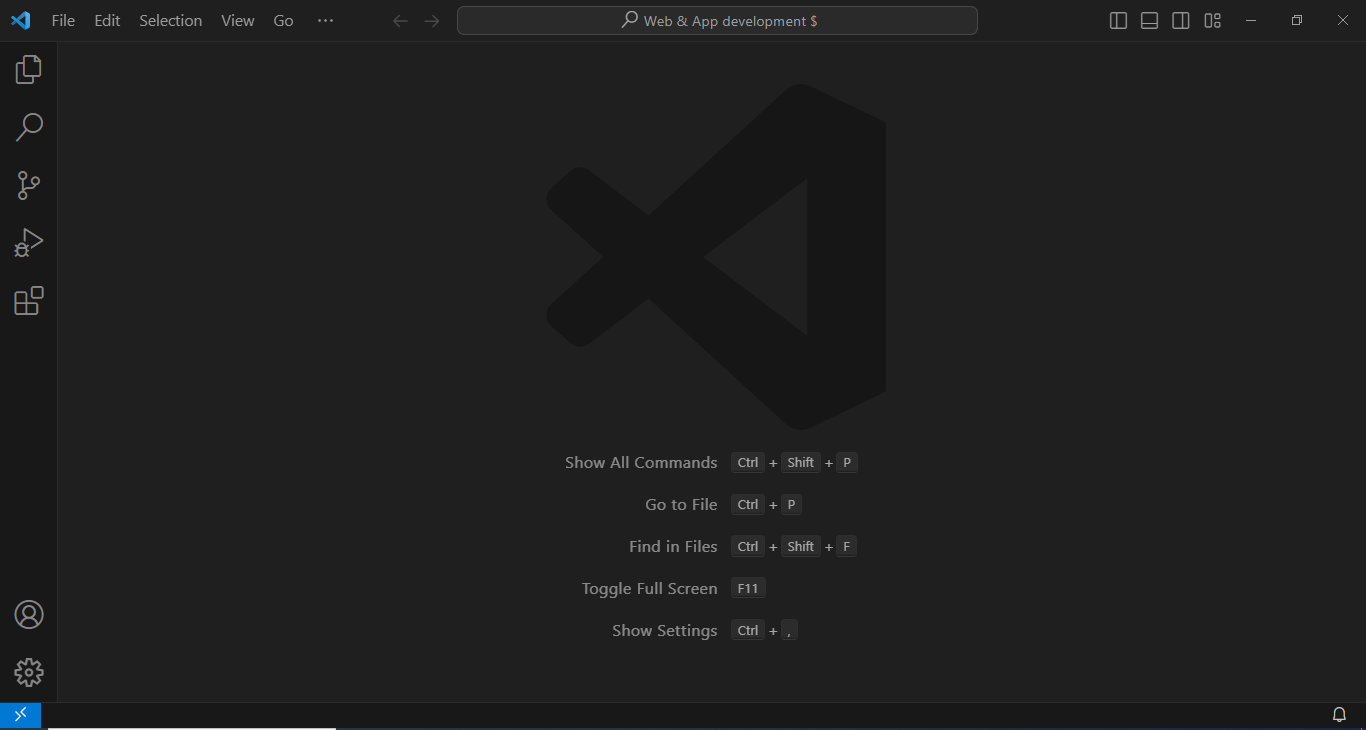 File Edit Selection View Go ···
Web & App development $
Show All Commands Ctrl + Shift + P
Go to File Ctrl + P
Find in Files Ctrl + Shift + F
Toggle Full Screen F11
Show Settings Ctrl + ,